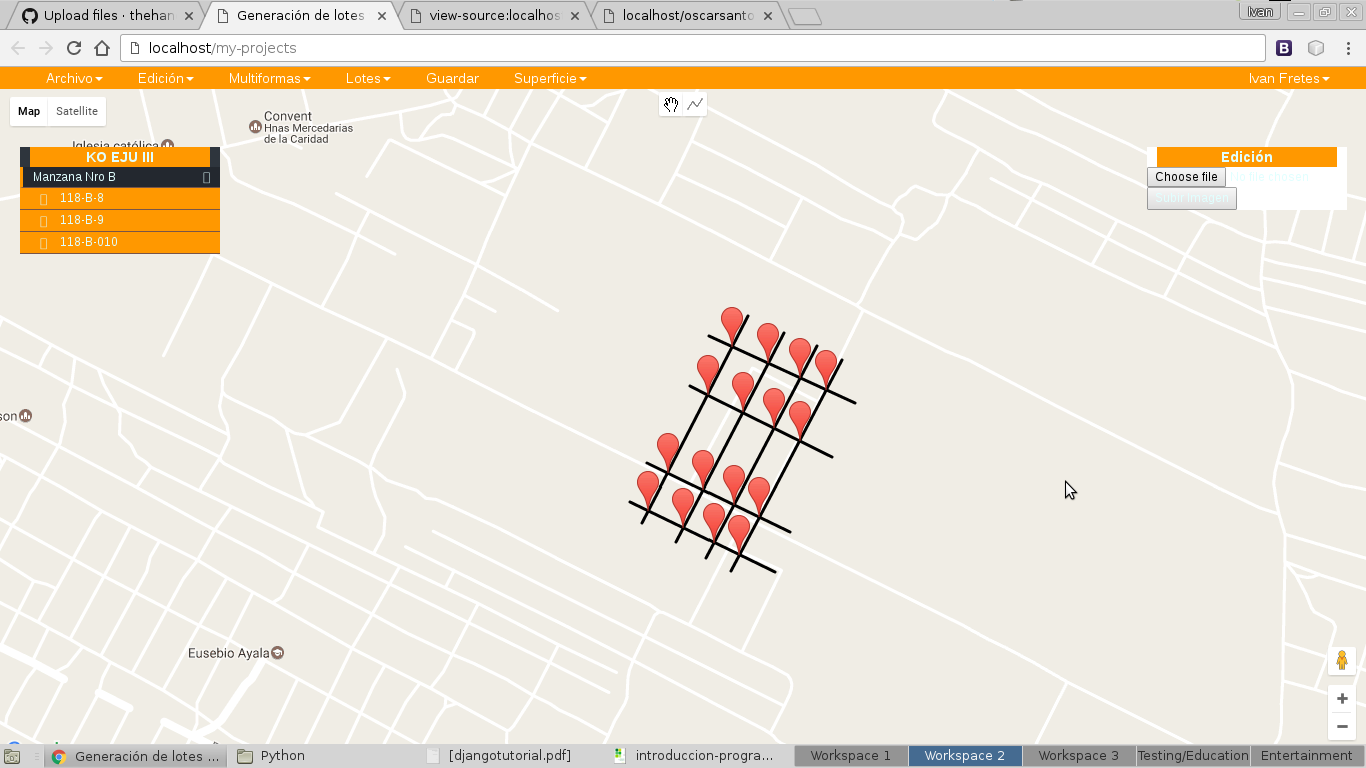 Upload files · thehan
Generación de lotes
view-source:localhos
localhost/oscarsanto
Ivan
localhost/my-projects
B
Archivo
Edición
Multiformas
Lotes
Guardar
Superficie
Ivan Fretes
Map
Satellite
Convent
Hnas Mercedarias
de la Caridad
Iglesia católica
KO EJU III
Manzana Nro B
118-B-8
118-B-9
118-B-010
Edición
Choose file
No file chosen
Subir Imagen
son
Eusebio Ayala
Generación de lotes ...
Python
[djangotutorial.pdf]
introduccion-progra...
Workspace 1
Workspace 2
Workspace 3
Testing/Education
Entertainment